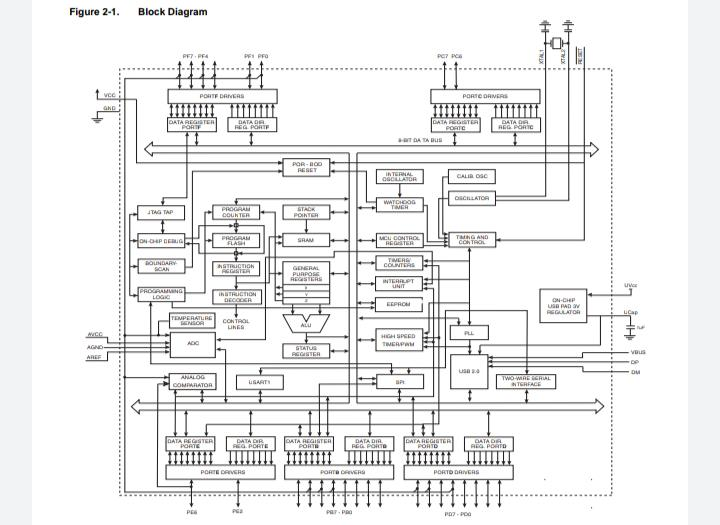 Figure 2-1. Block Diagram
XTAL1
XTAL2
RESET
PF7 - PF4
PF1 PF0
PC7 PC6
VCC
GND
PORTF DRIVERS
PORTC DRIVERS
DATA REGISTER
PORTF
DATA DIR.
REG. PORTF
DATA REGISTER
PORTC
DATA DIR.
REG. PORTC
8-BIT DA TA BUS
POR - BOD
RESET
INTERNAL
OSCILLATOR
CALIB. OSC
WATCHDOG
TIMER
OSCILLATOR
JTAG TAP
PROGRAM
COUNTER
STACK
POINTER
ON-CHIP DEBUG
PROGRAM
FLASH
SRAM
MCU CONTROL
REGISTER
TIMING AND
CONTROL
BOUNDARY-
SCAN
INSTRUCTION
REGISTER
GENERAL
PURPOSE
REGISTERS
X
Y
Z
TIMERS/
COUNTERS
INTERRUPT
UNIT
PROGRAMMING
LOGIC
INSTRUCTION
DECODER
EEPROM
ON-CHIP
USB PAD 3V
REGULATOR
UVcc
UCap
1uF
TEMPERATURE
SENSOR
CONTROL
LINES
ALU
AVCC
AGND
AREF
ADC
STATUS
REGISTER
HIGH SPEED
TIMER/PWM
PLL
VBUS
DP
DM
ANALOG
COMPARATOR
USART1
SPI
USB 2.0
TWO-WIRE SERIAL
INTERFACE
DATA REGISTER
PORTE
DATA DIR.
REG. PORTE
DATA REGISTER
PORTB
DATA DIR.
REG. PORTB
DATA REGISTER
PORTD
DATA DIR.
REG. PORTD
PORTE DRIVERS
PORTB DRIVERS
PORTD DRIVERS
PE6
PE2
PB7 - PB0
PD7 - PD0